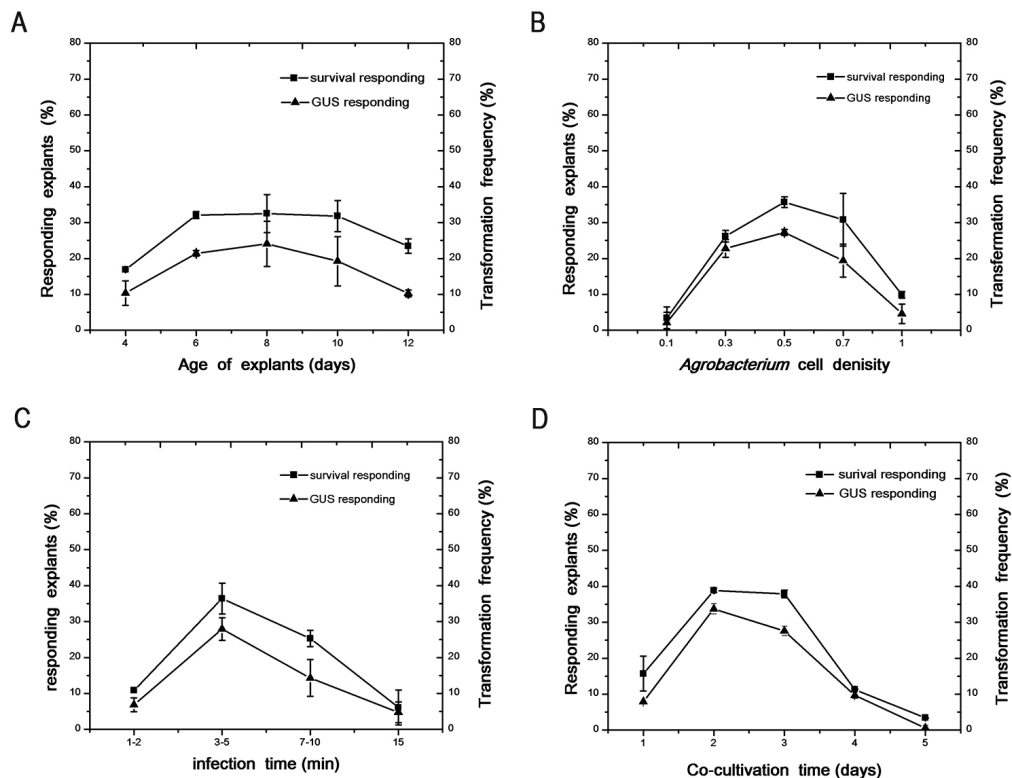 A
80
70
60
50
40
30
20
10
0
Responding explants (%)
survival responding
GUS responding
80
70
60
50
40
30
20
10
0
Transformation frequency (%)
4 6 8 10 12
Age of explants (days)
B
80
70
60
50
40
30
20
10
0
Responding explants (%)
survival responding
GUS responding
80
70
60
50
40
30
20
10
0
Transfermation frequency (%)
0.1 0.3 0.5 0.7 1
Agrobacterium cell denisity
C
80
70
60
50
40
30
20
10
0
responding explants (%)
survival responding
GUS responding
80
70
60
50
40
30
20
10
0
Transformation frequency (%)
1-2 3-5 7-10 15
infection time (min)
D
80
70
60
50
40
30
20
10
0
Responding explants (%)
surival responding
GUS responding
80
70
60
50
40
30
20
10
0
Transformation frequency (%)
1 2 3 4 5
Co-cultivation time (days)